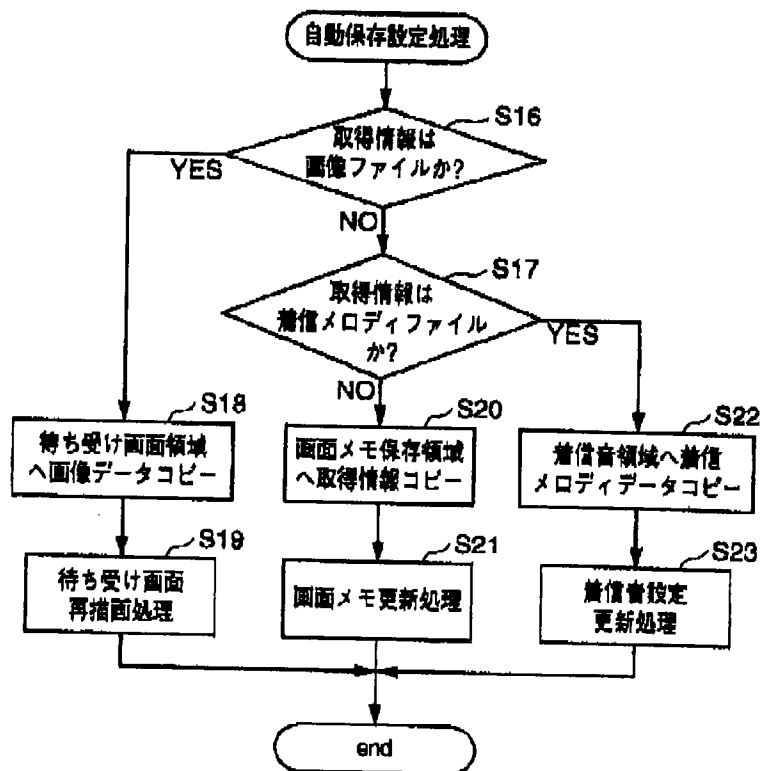 自動保存設定処理
S16
取得情報は
画像ファイルか?
YES
NO
S17
取得情報は
着信メロディファイル
か?
YES
NO
S18
待ち受け画面領域
へ画像データコピー
S20
画面メモ保存領域
へ取得情報コピー
S22
着信音領域へ着信
メロディデータコピー
S19
待ち受け画面
再描画処理
S21
画面メモ更新処理
S23
着信音設定
更新処理
end